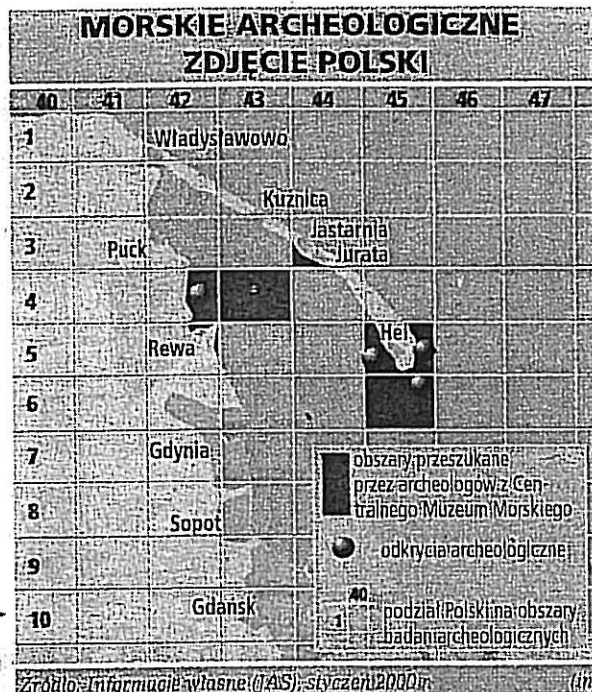 MORSKIE ARCHEOLOGICZNE
ZDJĘCIE POLSKI
40 41 42 43 44 45 46 47
1
Władysławowo
2
Kuźnica
3
Puck
Jastarnia
Jurata
4
5
Rewa
Hel
6
7
Gdynia
8
Sopot
9
10
Gdańsk
obszary przeszukane
przez archeologów z Cen-
tralnego Muzeum Morskiego
odkrycia archeologiczne
40
1
podział Polski na obszary
badań archeologicznych
Źródło: Informacje własne (JAS), styczeń 2000 r.